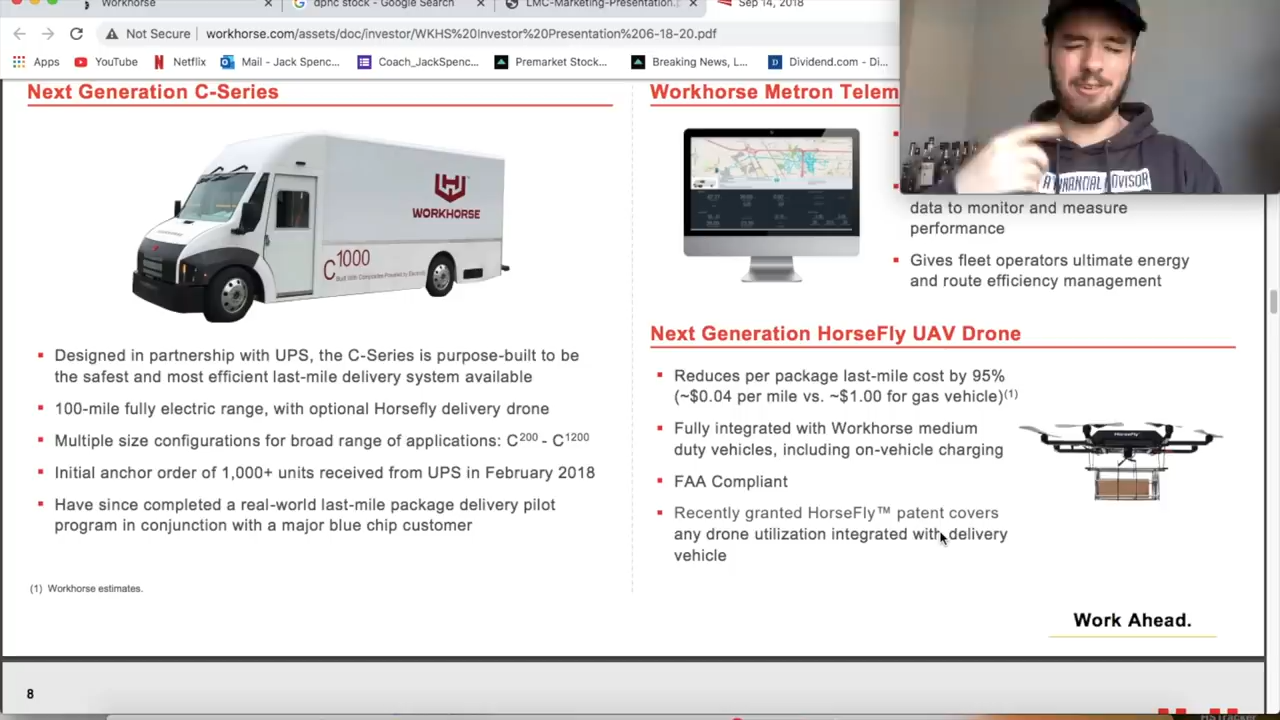 Workhorse
dphc stock - Google Search
LMC-Marketing-Presentation.
Sep 14, 2018
Not Secure
workhorse.com/assets/doc/investor/WKHS%20Investor%20Presentation%206-18-20.pdf
Apps
YouTube
Netflix
Mail - Jack Spenc...
Coach_JackSpenc...
Premarket Stock...
Breaking News, L...
Dividend.com - Di...
Next Generation C-Series
WORKHORSE
C1000
Built With Composites-Powered by Electricity
Designed in partnership with UPS, the C-Series is purpose-built to be
the safest and most efficient last-mile delivery system available
100-mile fully electric range, with optional Horsefly delivery drone
Multiple size configurations for broad range of applications: C200 - C1200
Initial anchor order of 1,000+ units received from UPS in February 2018
Have since completed a real-world last-mile package delivery pilot
program in conjunction with a major blue chip customer
(1) Workhorse estimates.
Workhorse Metron Telem
FINANCIAL ADVISOR
data to monitor and measure
performance
Gives fleet operators ultimate energy
and route efficiency management
Next Generation HorseFly UAV Drone
Reduces per package last-mile cost by 95%
(~$0.04 per mile vs. ~$1.00 for gas vehicle)(1)
Fully integrated with Workhorse medium
duty vehicles, including on-vehicle charging
FAA Compliant
Recently granted HorseFly™ patent covers
any drone utilization integrated with delivery
vehicle
HorseFly
Work Ahead.
8
HSTracker